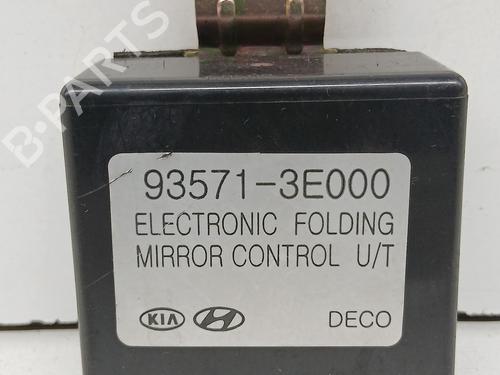 B-PARTS
93571-3E000
ELECTRONIC FOLDING
MIRROR CONTROL U/T
KIA DECO